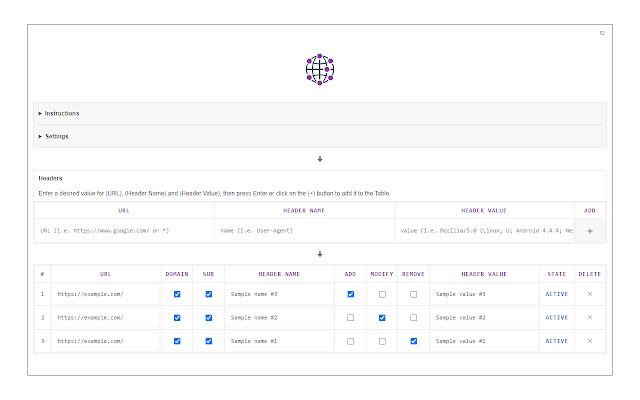 Instructions
Settings
Headers
Enter a desired value for (URL), (Header Name) and (Header Value), then press Enter or click on the (+) button to add it to the Table.
URL HEADER NAME HEADER VALUE ADD
URL (i.e. https://www.google.com/ or *) name (i.e. User-Agent) value (i.e. Mozilla/5.0 (Linux; U; Android 4.4.4; Ne +
# URL DOMAIN SUB HEADER NAME ADD MODIFY REMOVE HEADER VALUE STATE DELETE
1 https://example.com/ Sample name #3 Sample value #3 ACTIVE ×
2 https://example.com/ Sample name #2 Sample value #2 ACTIVE ×
3 https://example.com/ Sample name #1 Sample value #1 ACTIVE ×